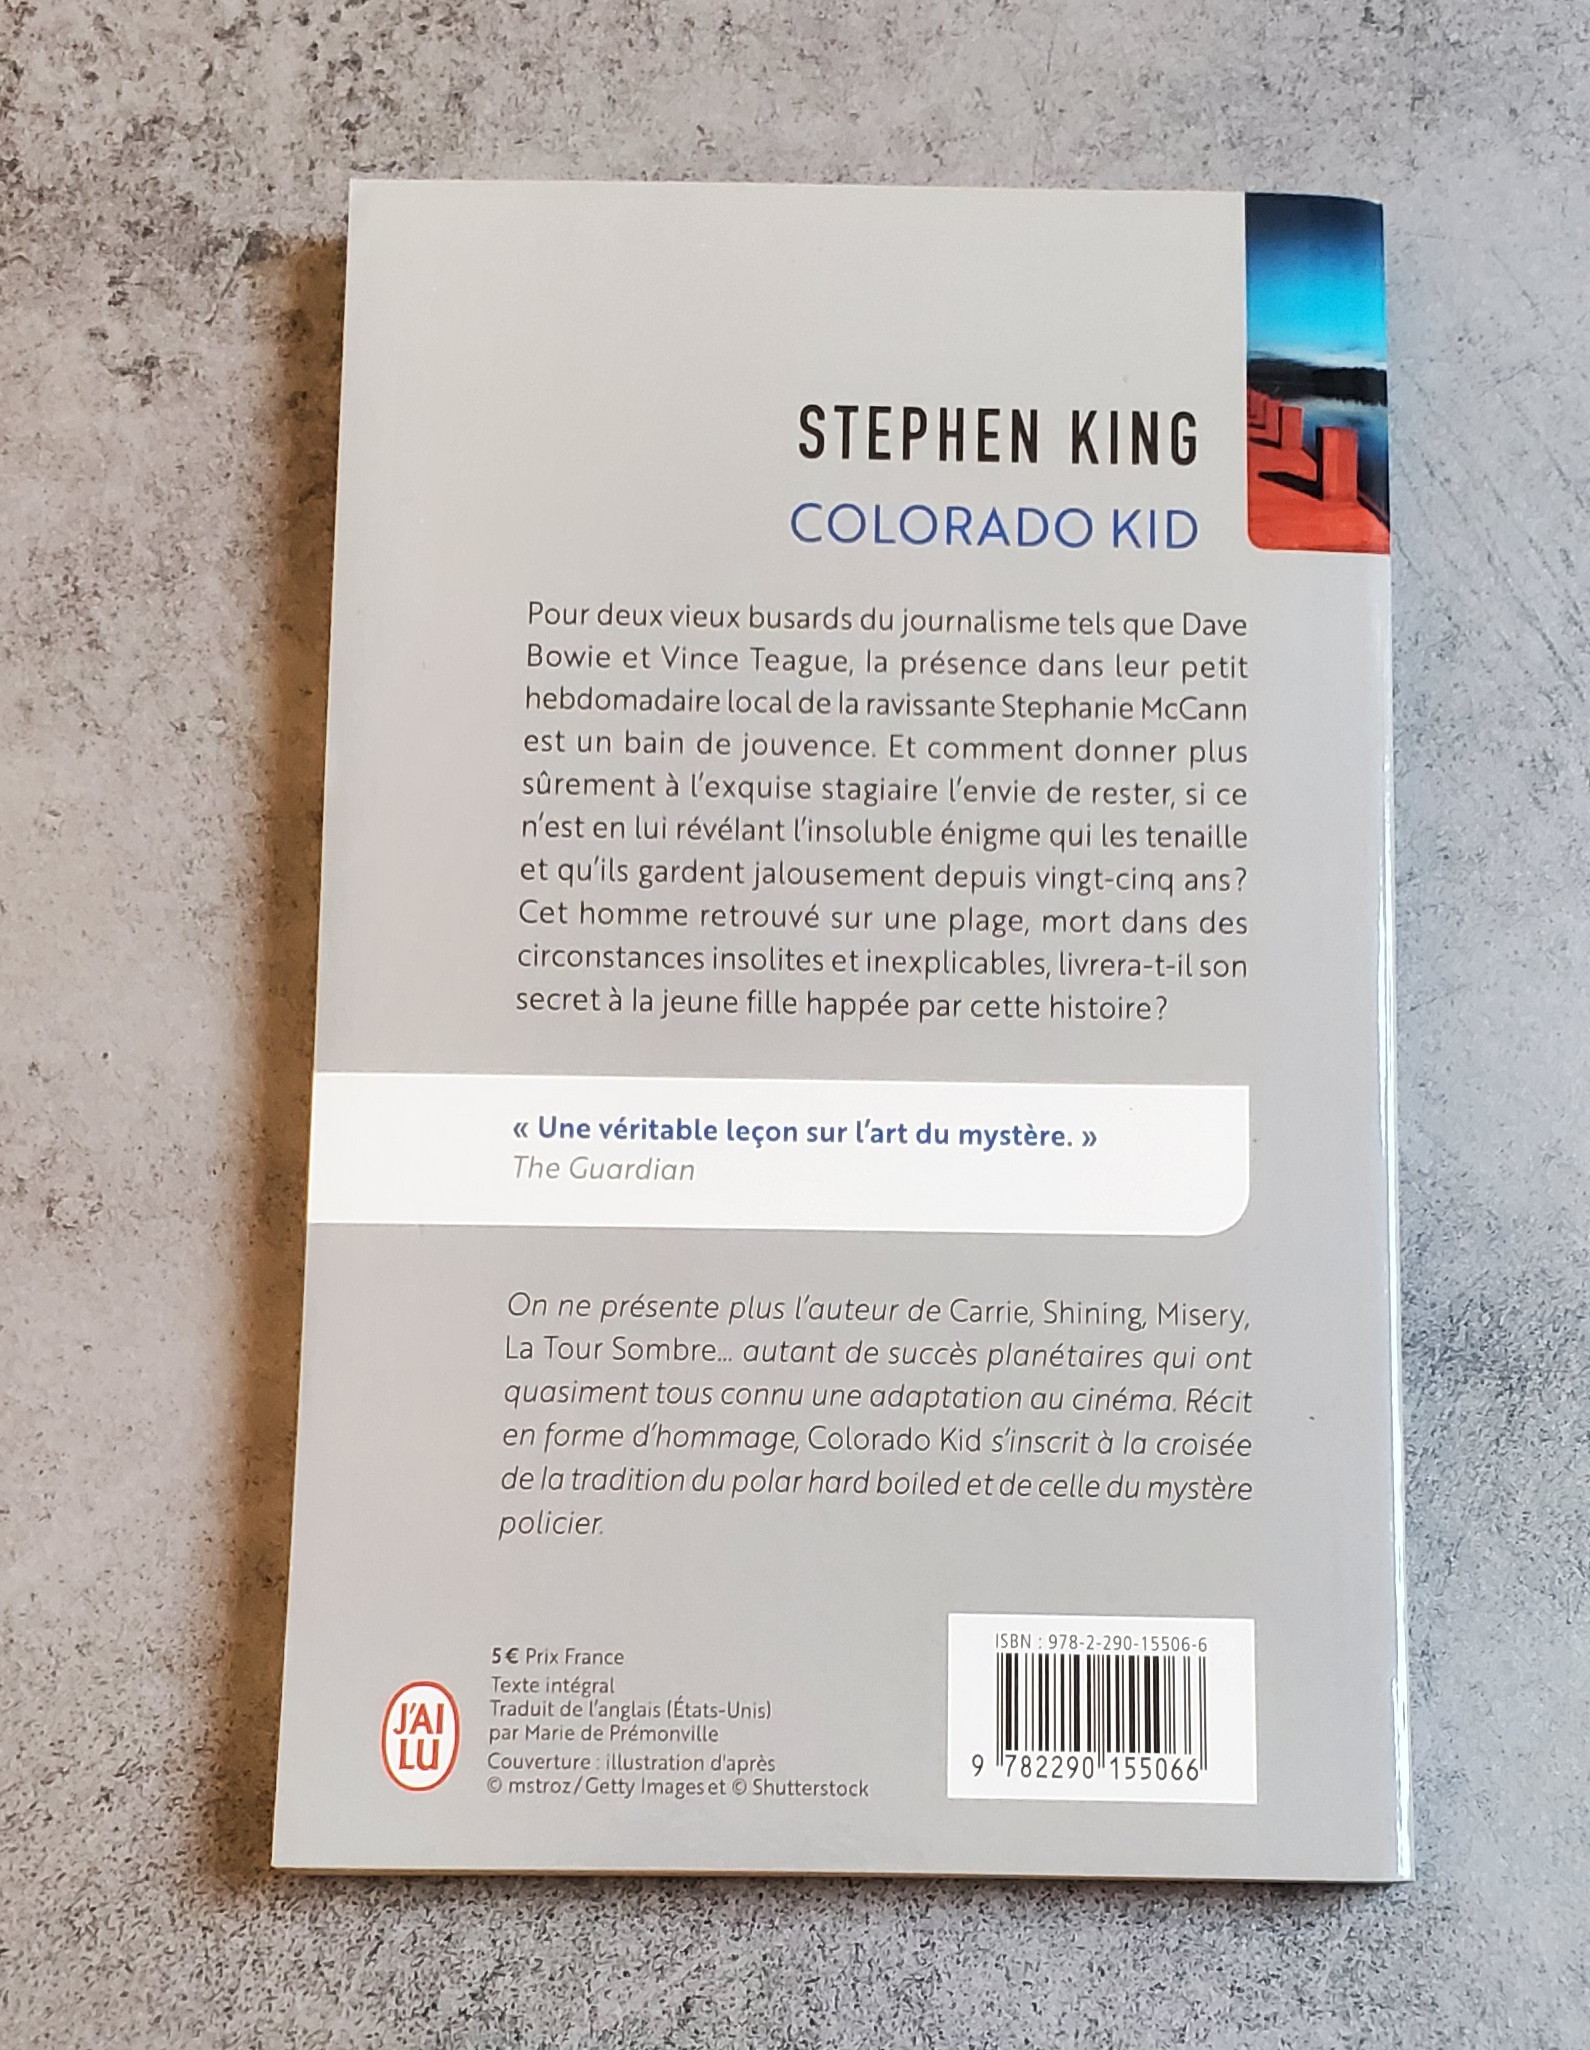 STEPHEN KING
COLORADO KID
Pour deux vieux busards du journalisme tels que Dave
Bowie et Vince Teague, la présence dans leur petit
hebdomadaire local de la ravissante Stephanie McCann
est un bain de jouvence. Et comment donner plus
sûrement à l'exquise stagiaire l'envie de rester, si ce
n'est en lui révélant l'insoluble énigme qui les tenaille
et qu'ils gardent jalousement depuis vingt-cinq ans ?
Cet homme retrouvé sur une plage, mort dans des
circonstances insolites et inexplicables, livrera-t-il son
secret à la jeune fille happée par cette histoire ?
« Une véritable leçon sur l'art du mystère. »
The Guardian
On ne présente plus l'auteur de Carrie, Shining, Misery,
La Tour Sombre... autant de succès planétaires qui ont
quasiment tous connu une adaptation au cinéma. Récit
en forme d'hommage, Colorado Kid s'inscrit à la croisée
de la tradition du polar hard boiled et de celle du mystère
policier.
5 € Prix France
Texte intégral
Traduit de l'anglais (États-Unis)
par Marie de Prémonville
Couverture : illustration d'après
© mstroz / Getty Images et © Shutterstock
J'AI
LU
ISBN : 978-2-290-15506-6
9 782290 155066